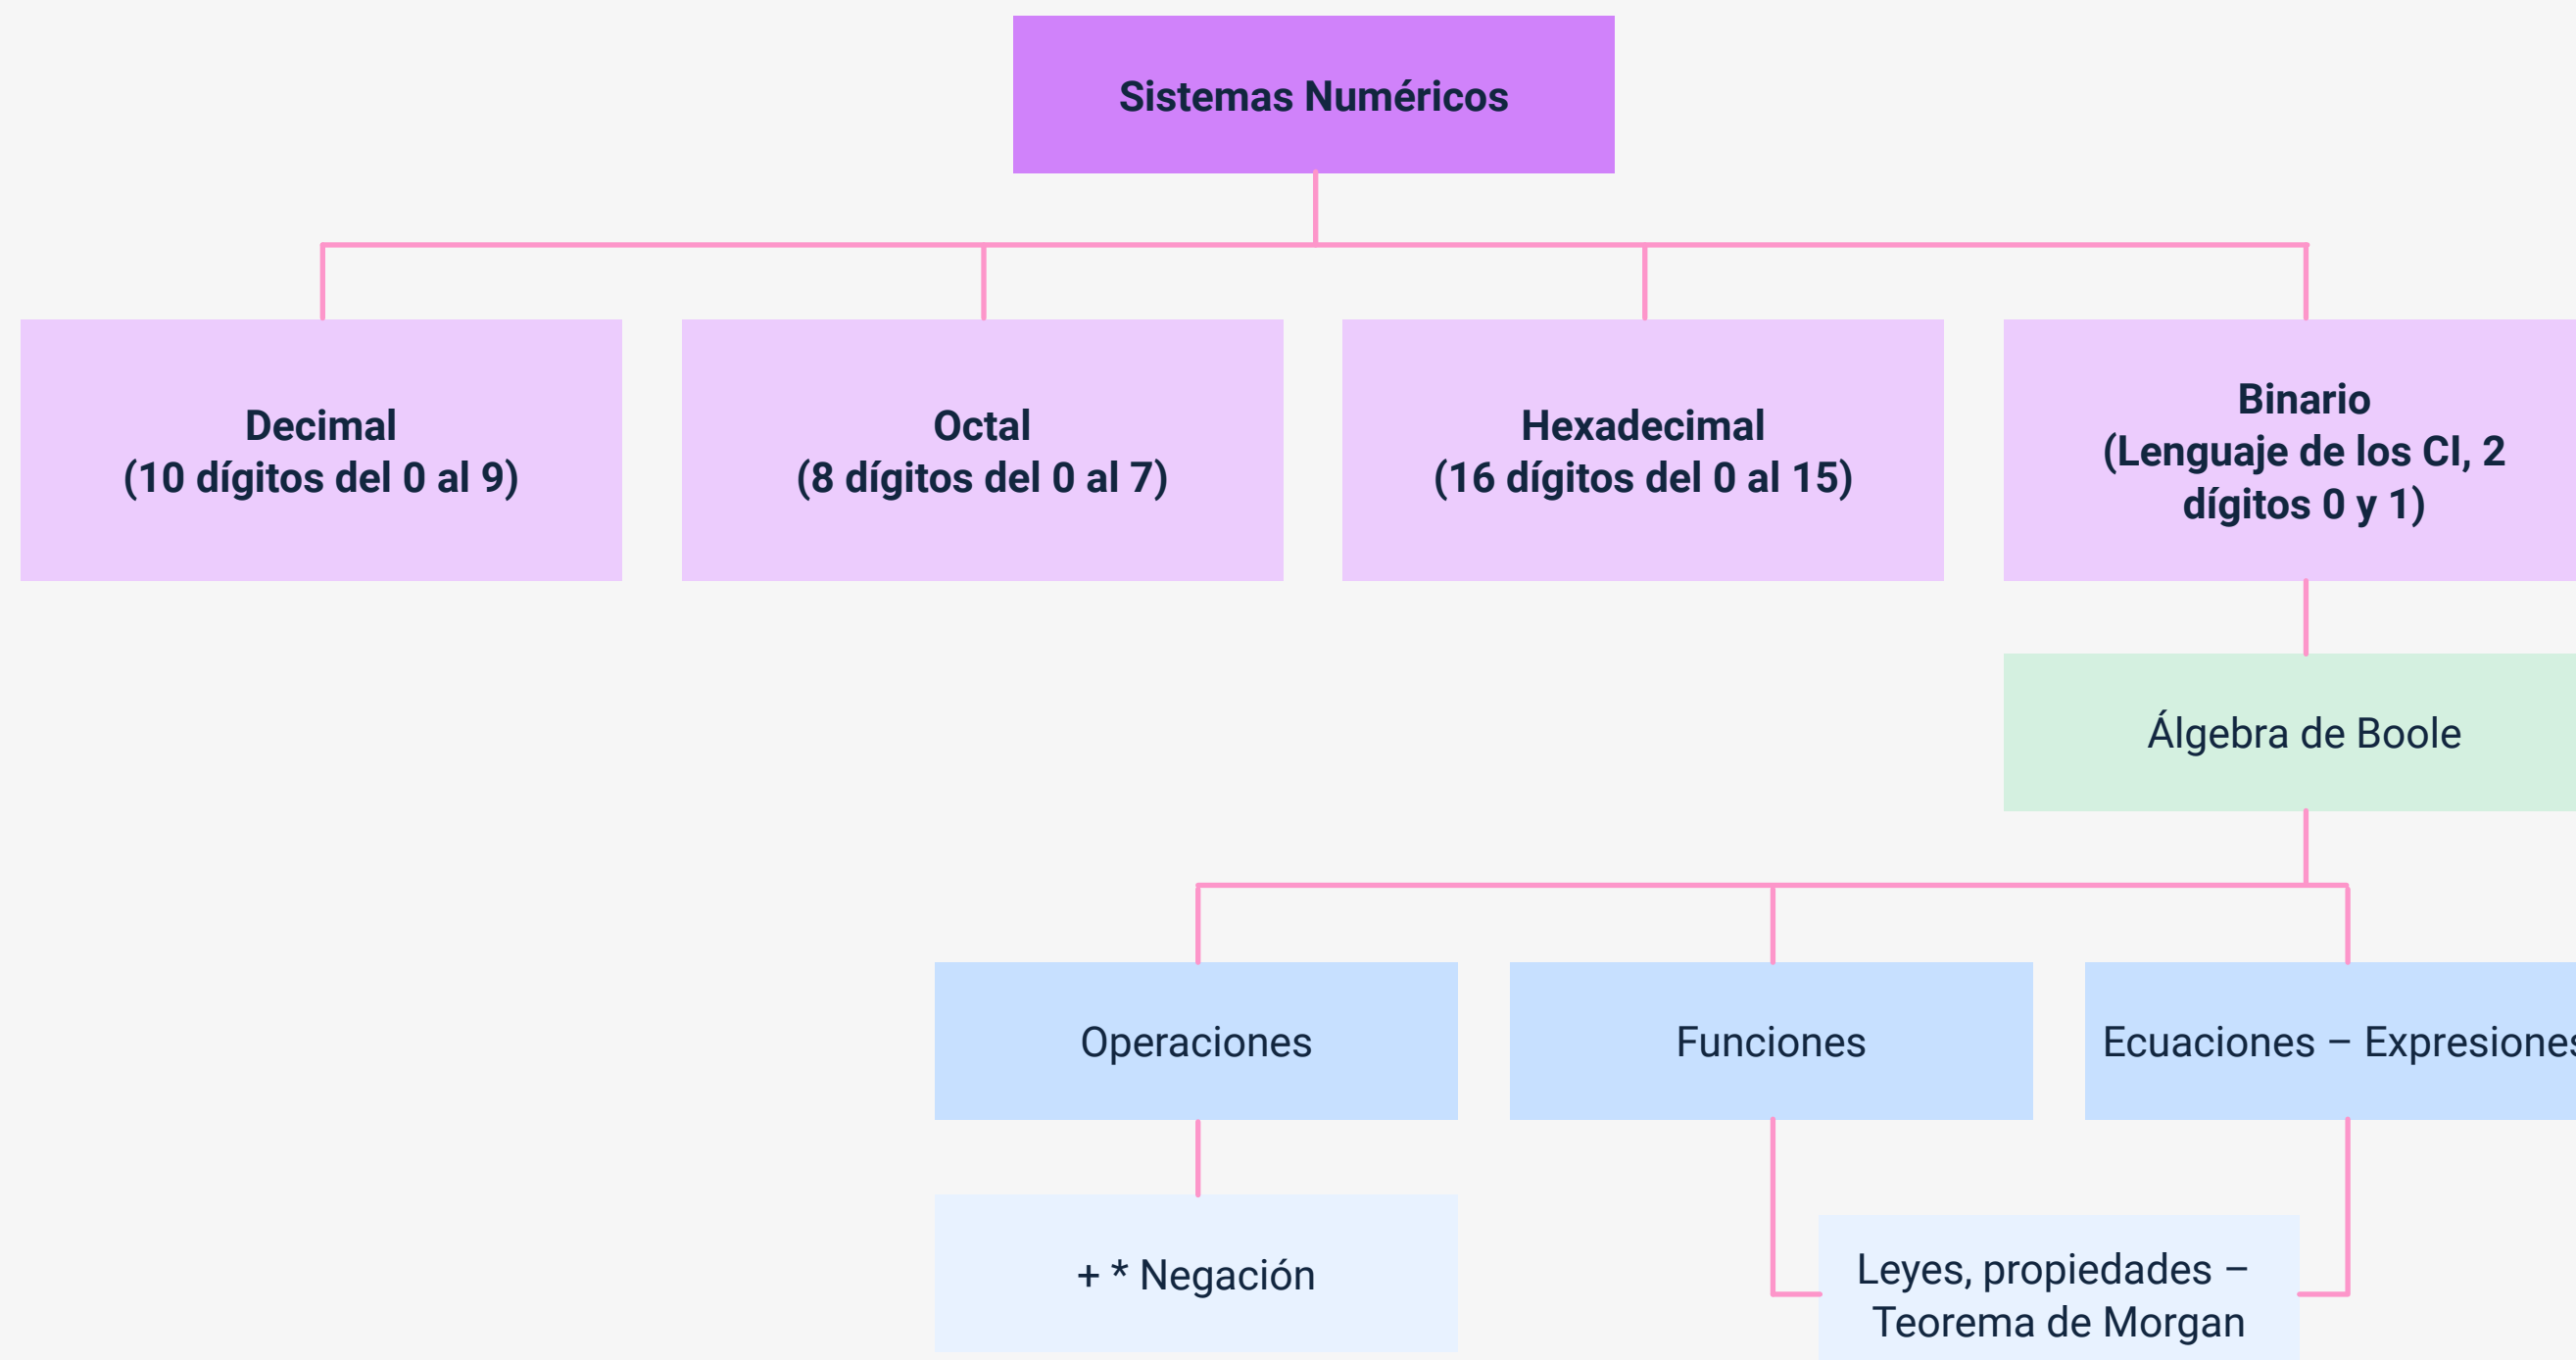 Sistemas Numéricos
Decimal
(10 dígitos del 0 al 9)
Octal
(8 dígitos del 0 al 7)
Hexadecimal
(16 dígitos del 0 al 15)
Binario
(Lenguaje de los CI, 2
dígitos 0 y 1)
Álgebra de Boole
Operaciones
Funciones
Ecuaciones – Expresiones
+ * Negación
Leyes, propiedades –
Teorema de Morgan